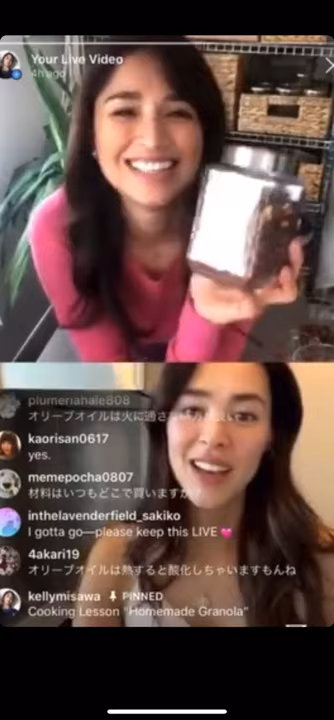 Your Live Video
4h ago
plumeriahale808
オリーブオイルは火に通さ
kaorisan0617
yes.
memepocha0807
材料はいつもどこで買いますか?
inthelavenderfield_sakiko
I gotta go—please keep this LIVE 💓
4akari19
オリーブオイルは熱すると酸化しちゃいますもんね
kellymisawa 📌 PINNED
Cooking Lesson "Homemade Granola"